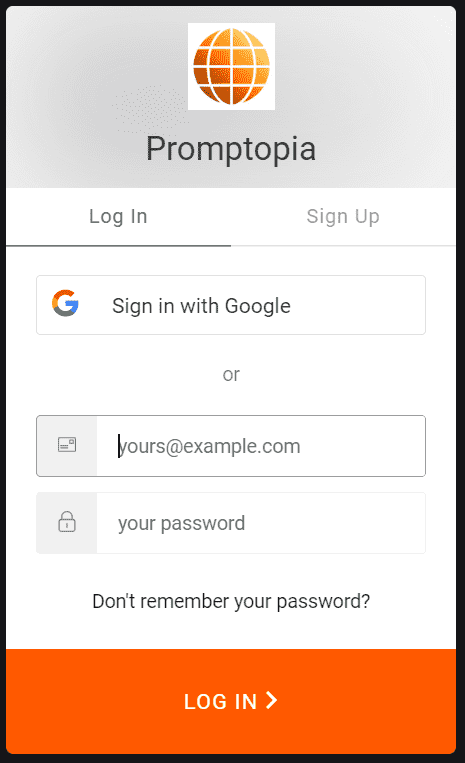 Promptopia
Log In
Sign Up
Sign in with Google
or
yours@example.com
your password
Don't remember your password?
LOG IN